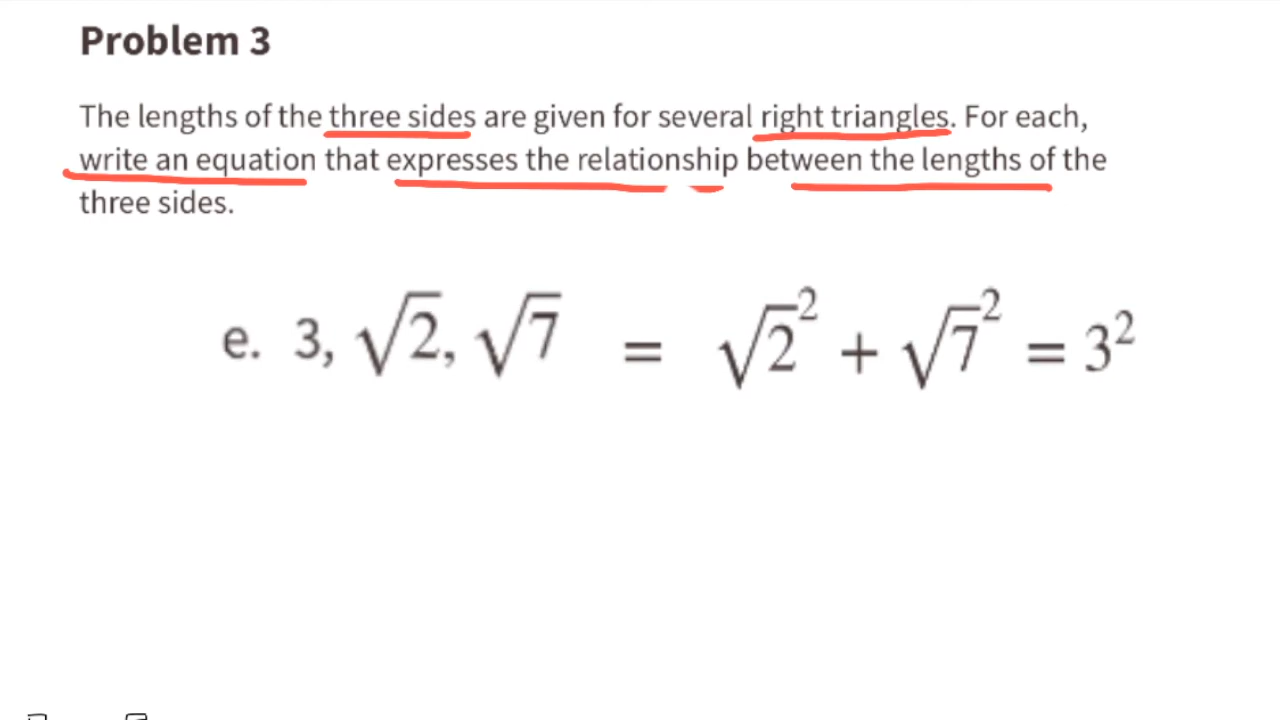 Problem 3
The lengths of the three sides are given for several right triangles. For each,
write an equation that expresses the relationship between the lengths of the
three sides.
e. 3, √2, √7 = √2² + √7² = 3²